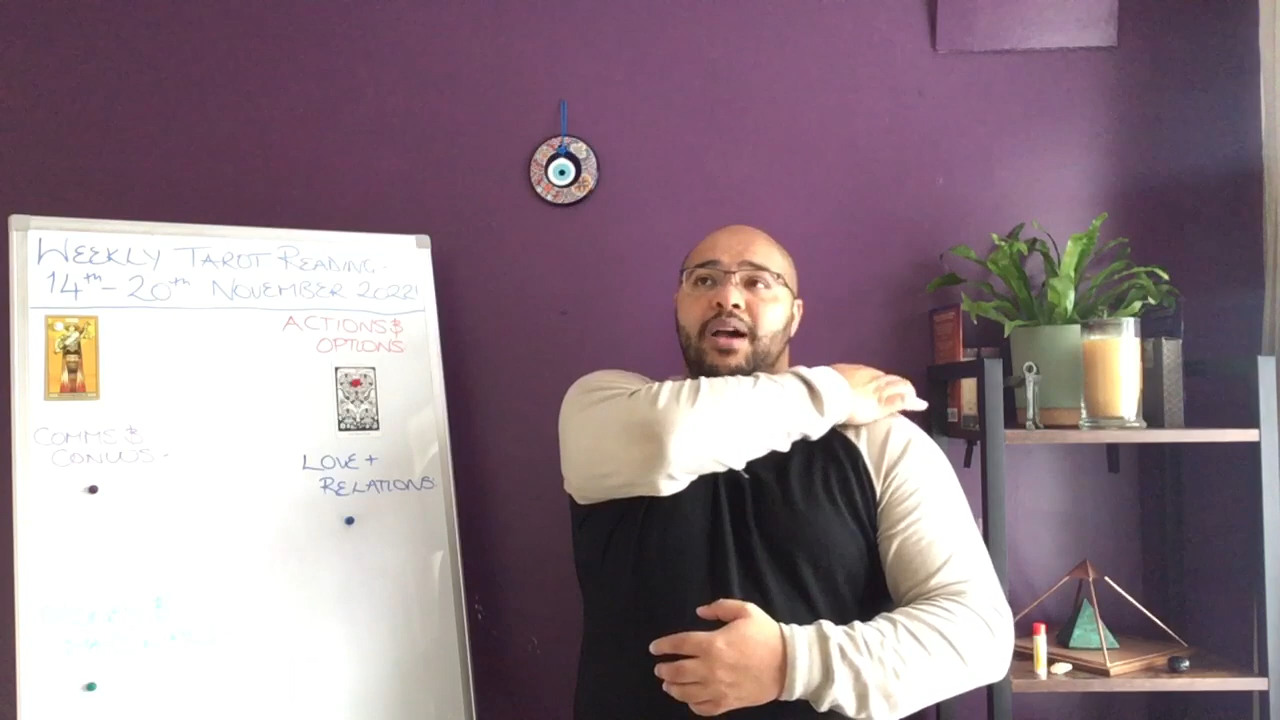 WEEKLY TAROT READING.
14th - 20th NOVEMBER 2022!
ACTIONS &
OPTIONS
COMMS &
CONVOS.
LOVE +
RELATIONS: